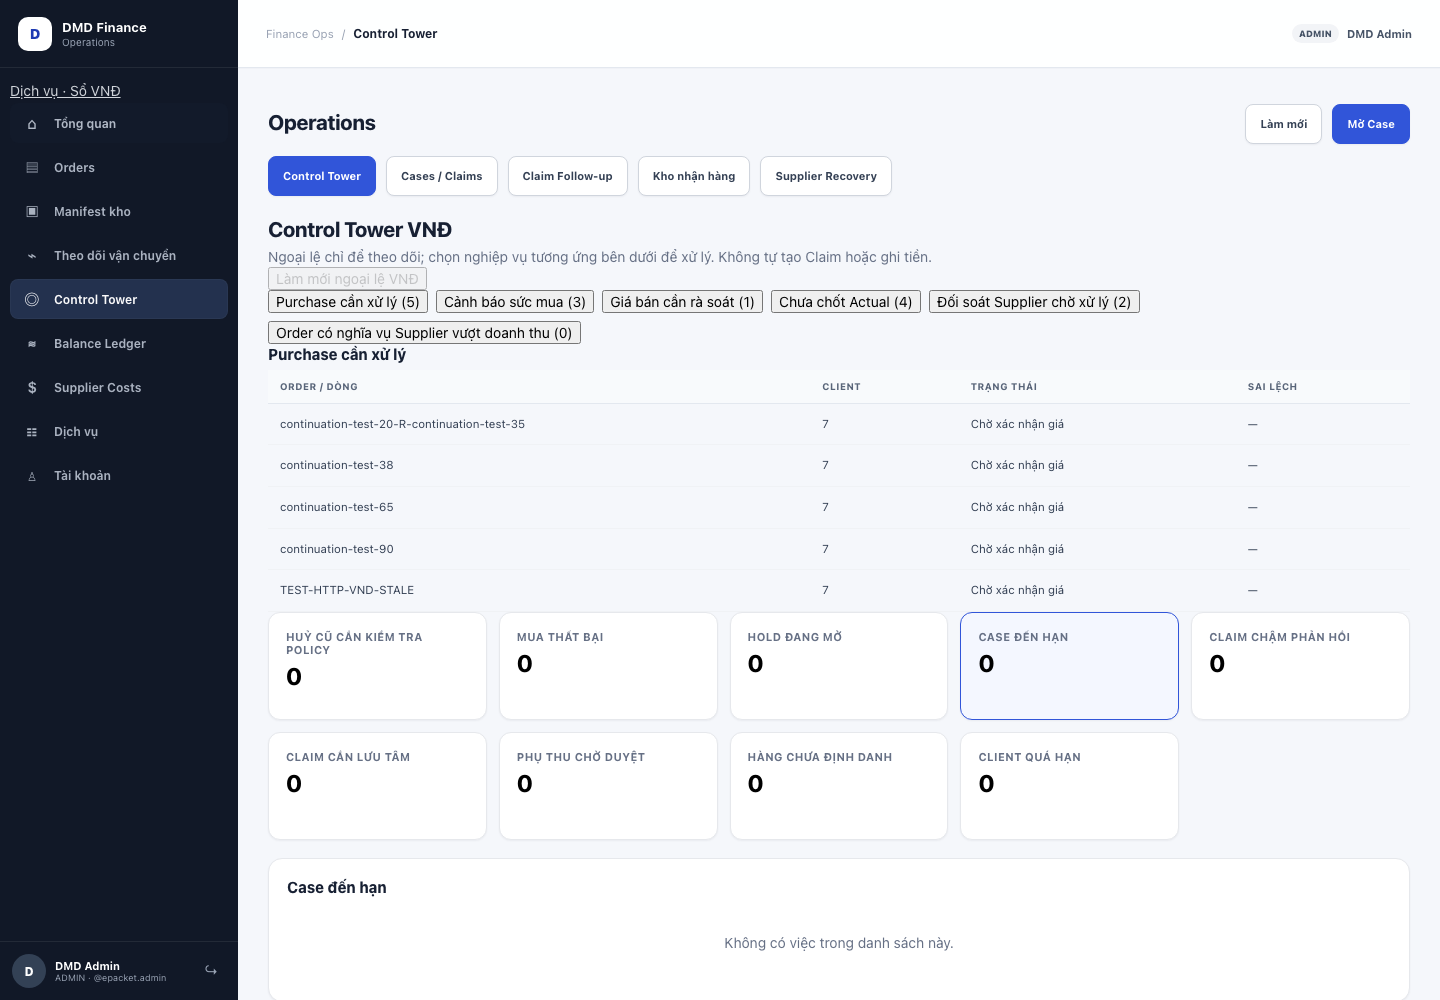 D
DMD Finance
Operations
Dịch vụ · Số VNĐ
Tổng quan
Orders
Manifest kho
Theo dõi vận chuyển
Control Tower
Balance Ledger
$ Supplier Costs
Dịch vụ
Tài khoản
D
DMD Admin
ADMIN · @epacket.admin
Finance Ops / Control Tower
ADMIN DMD Admin
Operations
Làm mới
Mở Case
Control Tower
Cases / Claims
Claim Follow-up
Kho nhận hàng
Supplier Recovery
Control Tower VNĐ
Ngoại lệ chỉ để theo dõi; chọn nghiệp vụ tương ứng bên dưới để xử lý. Không tự tạo Claim hoặc ghi tiền.
Làm mới ngoại lệ VNĐ
Purchase cần xử lý (5)
Cảnh báo sức mua (3)
Giá bán cần rà soát (1)
Chưa chốt Actual (4)
Đối soát Supplier chờ xử lý (2)
Order có nghĩa vụ Supplier vượt doanh thu (0)
Purchase cần xử lý
ORDER / DÒNG CLIENT TRẠNG THÁI SAI LỆCH
continuation-test-20-R-continuation-test-35 7 Chờ xác nhận giá —
continuation-test-38 7 Chờ xác nhận giá —
continuation-test-65 7 Chờ xác nhận giá —
continuation-test-90 7 Chờ xác nhận giá —
TEST-HTTP-VND-STALE 7 Chờ xác nhận giá —
HUỶ CŨ CẦN KIỂM TRA
POLICY
0
MUA THẤT BẠI
0
HOLD ĐANG MỞ
0
CASE ĐẾN HẠN
0
CLAIM CHẬM PHẢN HỒI
0
CLAIM CẦN LƯU TÂM
0
PHỤ THU CHỜ DUYỆT
0
HÀNG CHƯA ĐỊNH DANH
0
CLIENT QUÁ HẠN
0
Case đến hạn
Không có việc trong danh sách này.